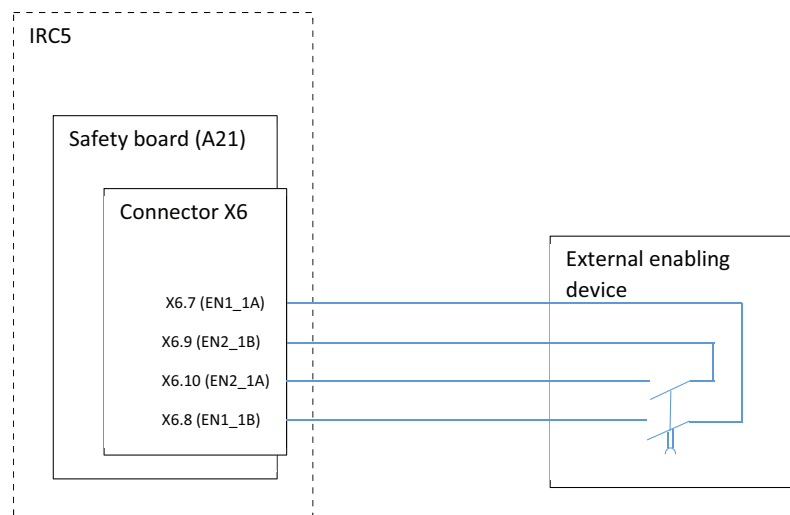 IRC5
Safety board (A21)
Connector X6
External enabling
device
X6.7 (EN1_1A)
X6.9 (EN2_1B)
X6.10 (EN2_1A)
X6.8 (EN1_1B)